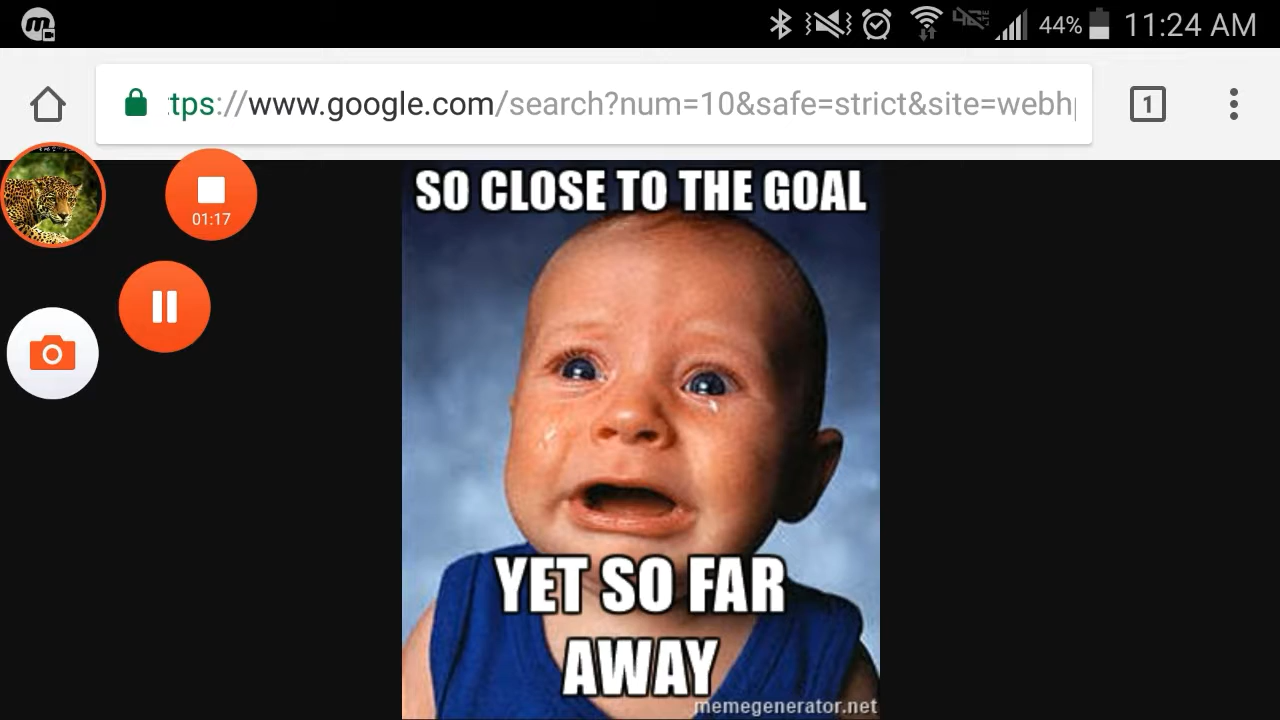 44% 11:24 AM
tps://www.google.com/search?num=10&safe=strict&site=webh
1
01:17
SO CLOSE TO THE GOAL
YET SO FAR
AWAY
memegenerator.net